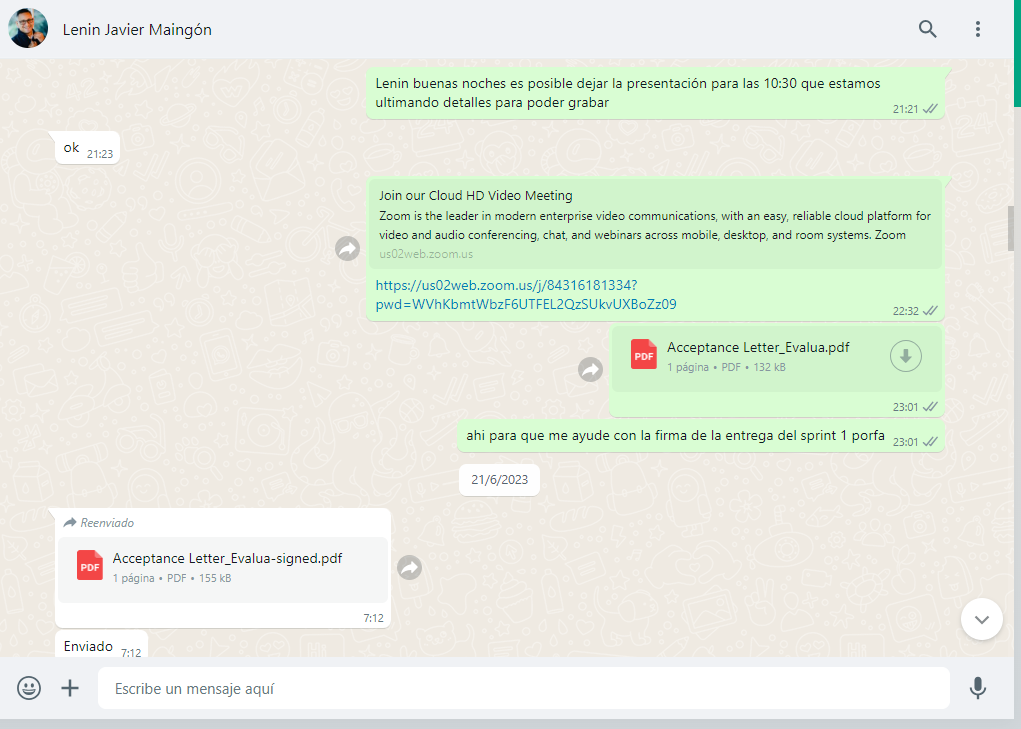 Lenin Javier Maingón
Lenin buenas noches es posible dejar la presentación para las 10:30 que estamos
ultimando detalles para poder grabar
21:21
ok 21:23
Join our Cloud HD Video Meeting
Zoom is the leader in modern enterprise video communications, with an easy, reliable cloud platform for
video and audio conferencing, chat, and webinars across mobile, desktop, and room systems. Zoom
us02web.zoom.us
https://us02web.zoom.us/j/84316181334?
pwd=WVhKbmtWbzF6UTFEL2QzSUkvUXBoZz09
22:32
PDF
Acceptance Letter_Evalua.pdf
1 página • PDF • 132 kB
23:01
ahi para que me ayude con la firma de la entrega del sprint 1 porfa 23:01
21/6/2023
Reenviado
PDF
Acceptance Letter_Evalua-signed.pdf
1 página • PDF • 155 kB
7:12
Enviado 7:12
Escribe un mensaje aquí